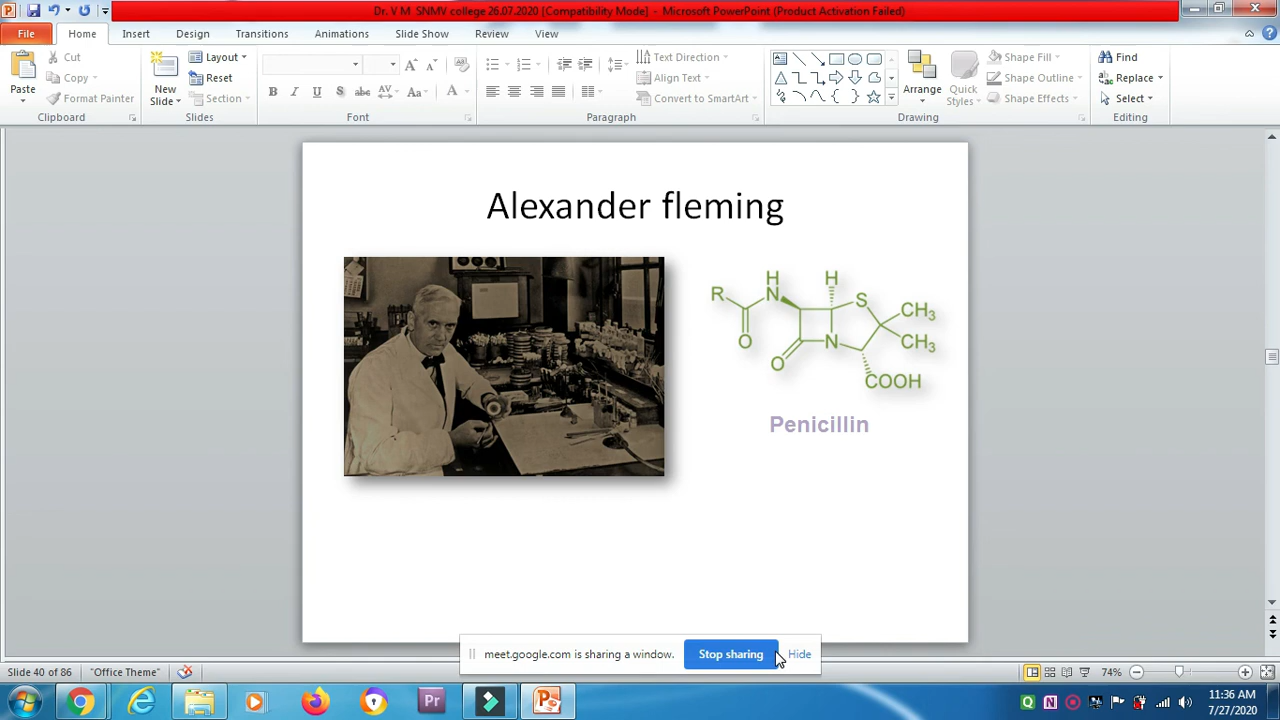 Dr. V M SNMV college 26.07.2020 [Compatibility Mode] - Microsoft PowerPoint (Product Activation Failed)
File Home Insert Design Transitions Animations Slide Show Review View
Cut Layout Text Direction Shape Fill Find
Copy Reset Align Text Shape Outline Replace
Paste New Slide Arrange Quick Styles
Format Painter Section Convert to SmartArt Shape Effects Select
Clipboard Slides Font Paragraph Drawing Editing
Alexander fleming
H H
R N S CH3
O N CH3
O
COOH
Penicillin
meet.google.com is sharing a window. Stop sharing Hide
Slide 40 of 86 "Office Theme" 74%
Pr
11:36 AM
7/27/2020